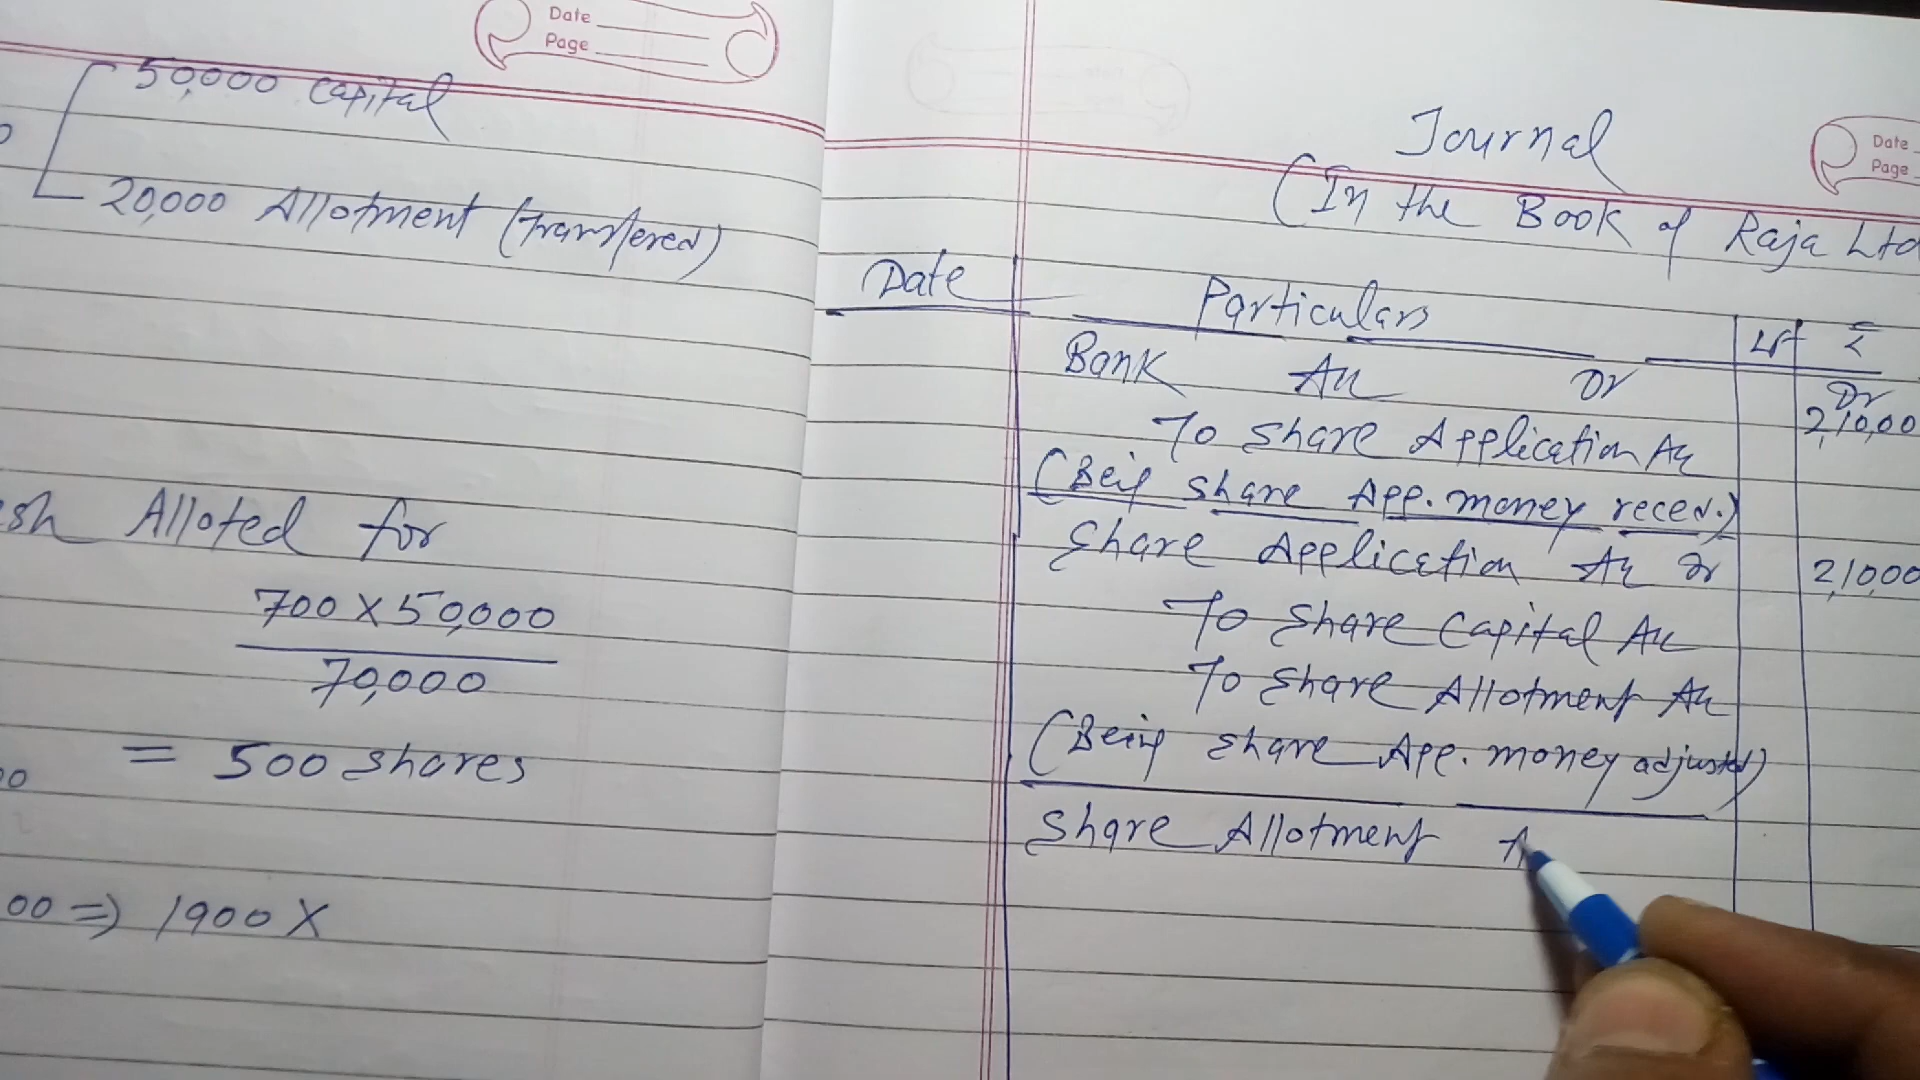 Date
Page
50,000 Capital
20,000 Allotment (Transfered)
sh Alloted for
700 X 50,000
70,000
= 500 shares
00 => 1900 X
Date
Page
Journal
(In the Book of Raja Ltd
Date Particulars LF ₹
Bank A/c Dr Dr 2,10,00
To Share Application A/c
(Being share App. money reced.)
Share Application A/c Dr 2,10,00
To Share Capital A/c
To Share Allotment A/c
(Being share App. money adjusted)
Share Allotment A